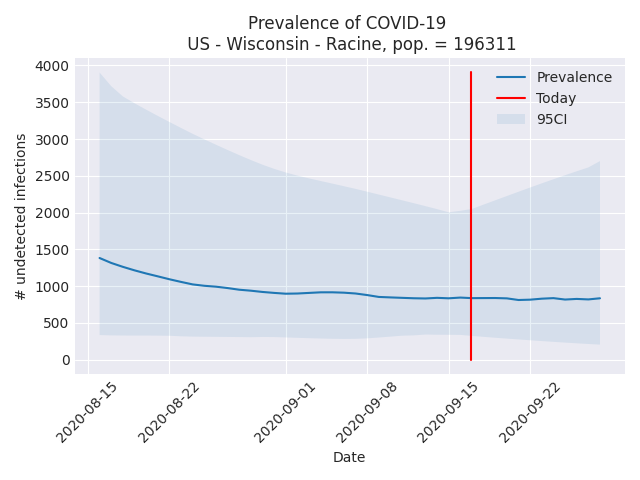 Prevalence of COVID-19
US - Wisconsin - Racine, pop. = 196311
Prevalence
Today
95CI
# undetected infections
4000
3500
3000
2500
2000
1500
1000
500
0
2020-08-15
2020-08-22
2020-09-01
2020-09-08
2020-09-15
2020-09-22
Date